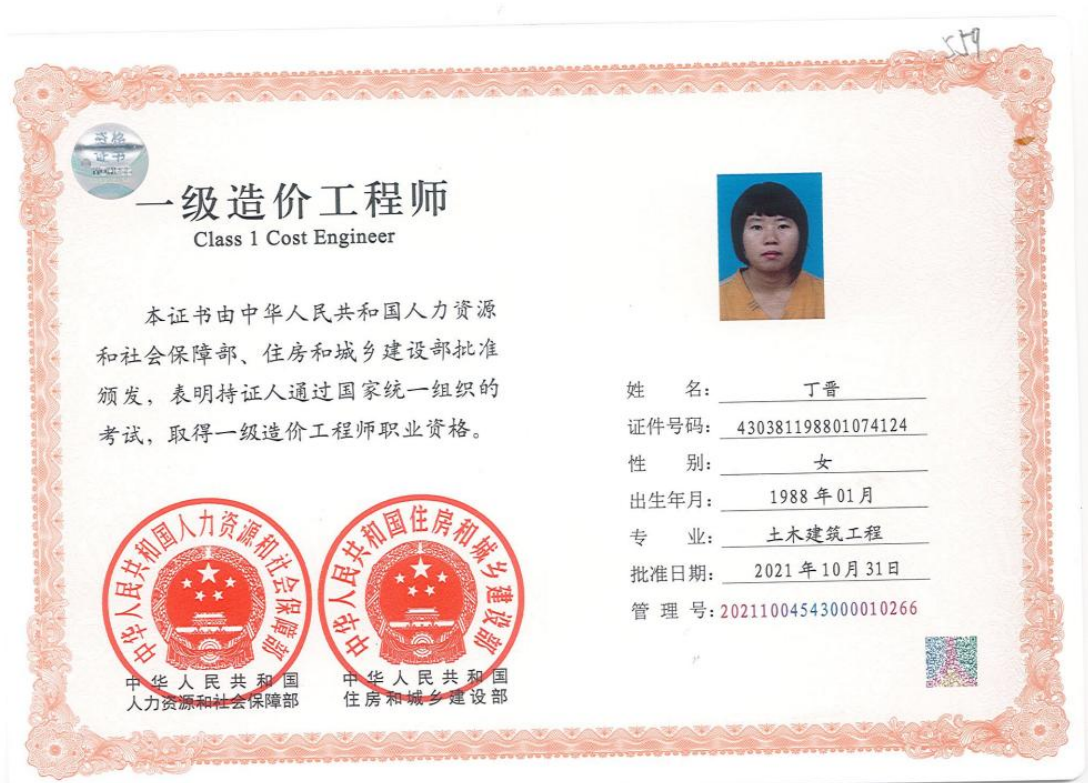 559
资格
证书
一级造价工程师
Class 1 Cost Engineer
本证书由中华人民共和国人力资源
和社会保障部、住房和城乡建设部批准
颁发，表明持证人通过国家统一组织的
考试，取得一级造价工程师职业资格。
姓 名：丁晋
证件号码：430381198801074124
性 别：女
出生年月：1988年01月
专 业：土木建筑工程
批准日期：2021年10月31日
管 理 号：20211004543000010266
中华人民共和国人力资源和社会保障部
中华人民共和国住房和城乡建设部
中华人民共和国
人力资源和社会保障部
中华人民共和国
住房和城乡建设部